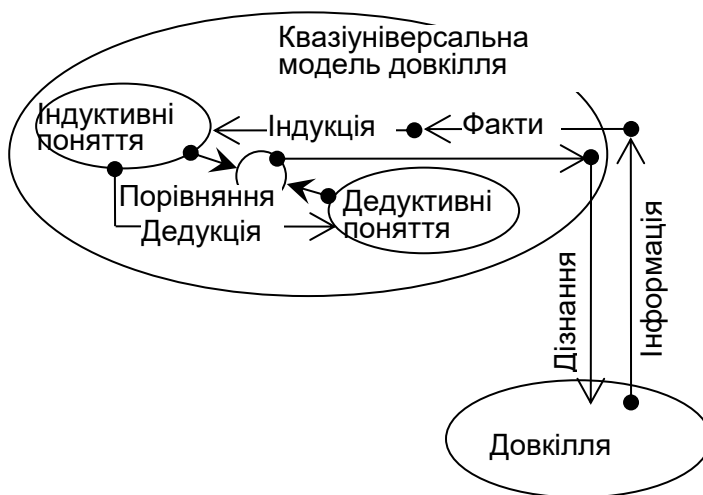 Квазіуніверсальна
модель довкілля
Індуктивні
поняття
Індукція
Факти
Порівняння
Дедукція
Дедуктивні
поняття
Дізнання
Інформація
Довкілля